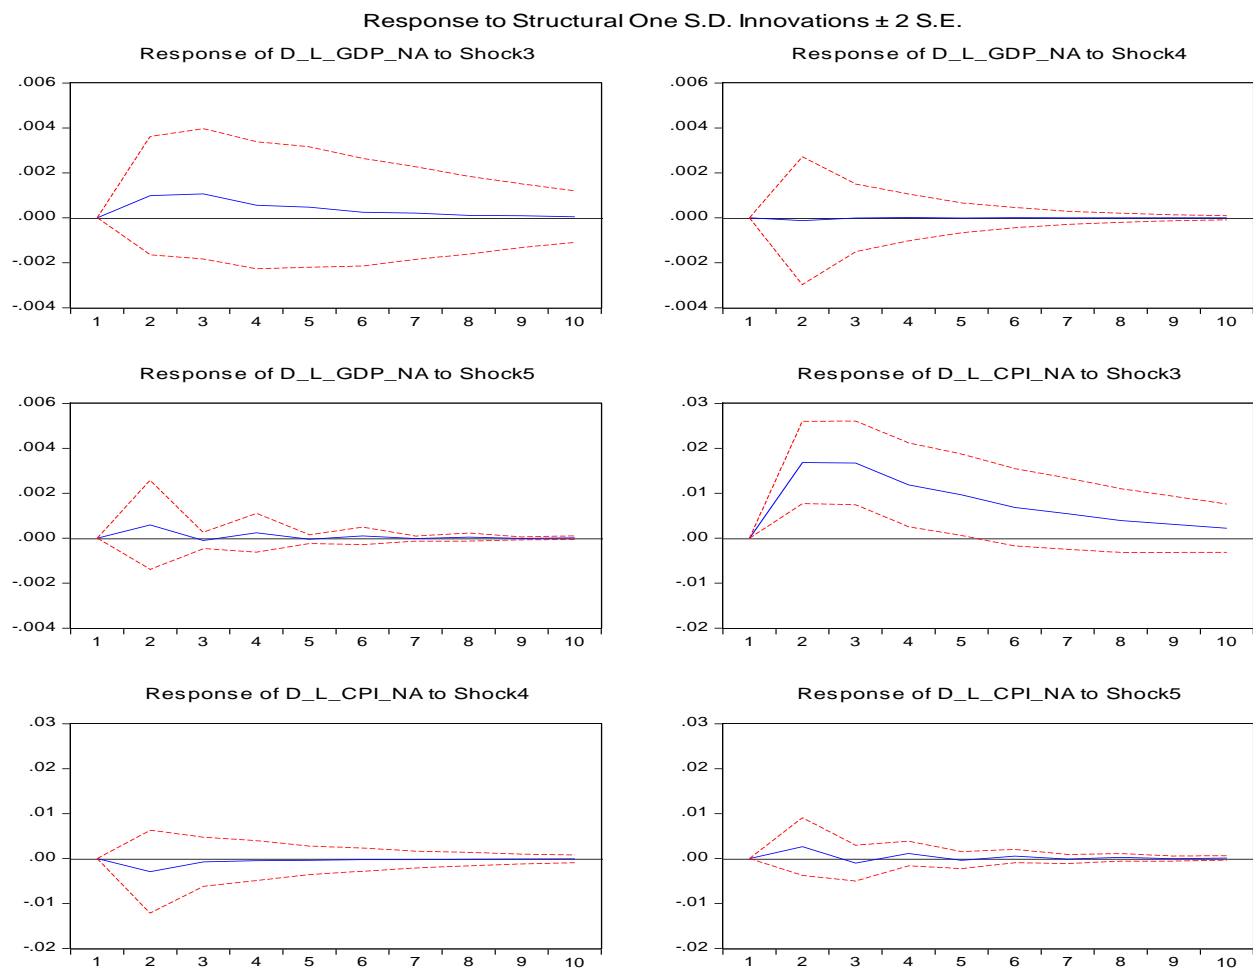 Response to Structural One S.D. Innovations ± 2 S.E.
Response of D_L_GDP_NA to Shock3
.006
.004
.002
.000
-.002
-.004
1 2 3 4 5 6 7 8 9 10
Response of D_L_GDP_NA to Shock4
.006
.004
.002
.000
-.002
-.004
1 2 3 4 5 6 7 8 9 10
Response of D_L_GDP_NA to Shock5
.006
.004
.002
.000
-.002
-.004
1 2 3 4 5 6 7 8 9 10
Response of D_L_CPI_NA to Shock3
.03
.02
.01
.00
-.01
-.02
1 2 3 4 5 6 7 8 9 10
Response of D_L_CPI_NA to Shock4
.03
.02
.01
.00
-.01
-.02
1 2 3 4 5 6 7 8 9 10
Response of D_L_CPI_NA to Shock5
.03
.02
.01
.00
-.01
-.02
1 2 3 4 5 6 7 8 9 10